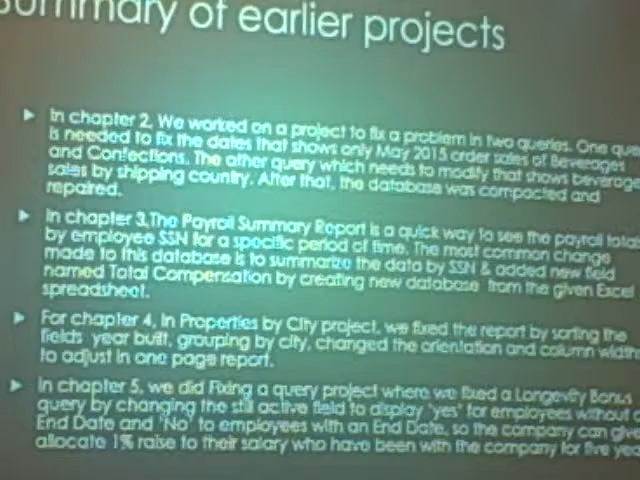 Summary of earlier projects
In chapter 2, We worked on a project to fix a problem in two queries. One que
is needed to fix the dates that shows only May 2015 order sales of Beverages
and Confections. The other query which needs to modify that shows beverag
sales by shipping country. After that, the database was compacted and
repaired.
In chapter 3,The Payroll Summary Report is a quick way to see the payroll total
by employee SSN for a specific period of time. The most common change
made to this database is to summarize the data by SSN & added new field
named Total Compensation by creating new database from the given Excel
spreadsheet.
For chapter 4, in Properties by City project, we fixed the report by sorting the
fields year built, grouping by city, changed the orientation and column width
to adjust in one page report.
In chapter 5, we did Fixing a query project where we fixed a Longevity Bonus
query by changing the still active field to display 'yes' for employees without
End Date and 'No' to employees with an End Date, so the company can give
allocate 1% raise to their salary who have been with the company for five yea